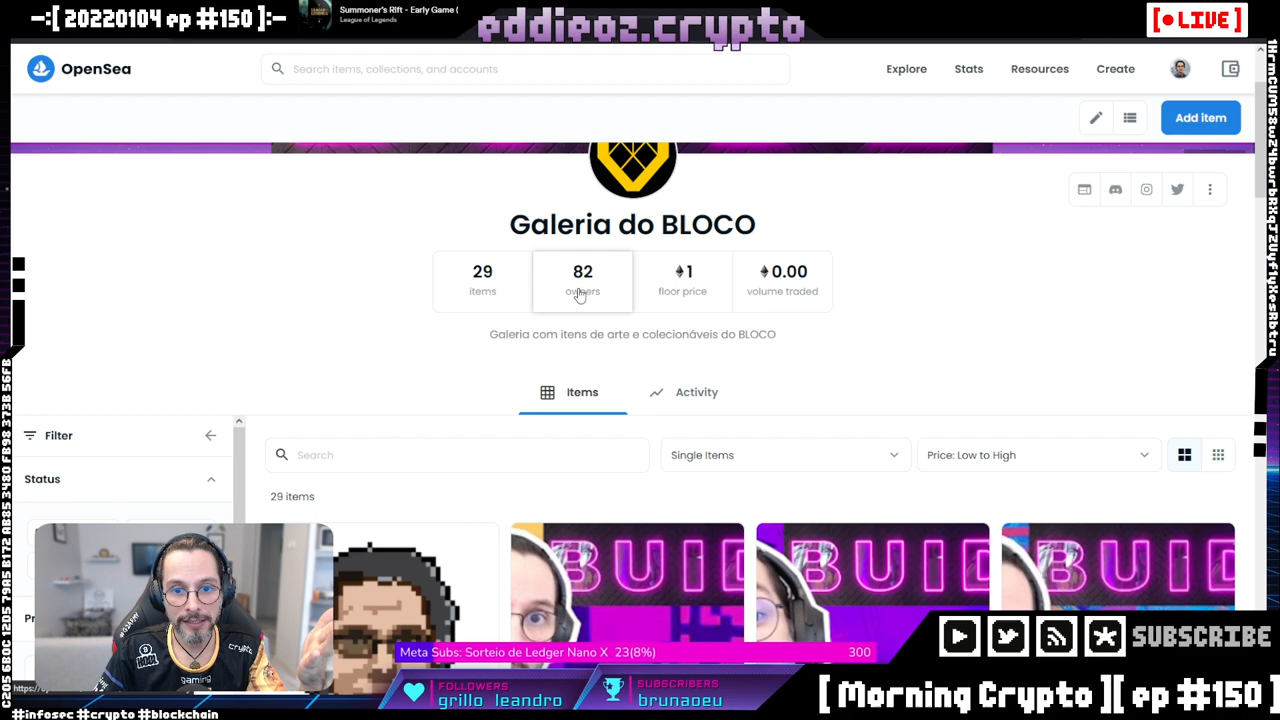 -:[ 20220104 ep #150 ]:-
Summoner's Rift - Early Game (
League of Legends
eddieoz.crypto
[ • LIVE ]
OpenSea
Search items, collections, and accounts
Explore
Stats
Resources
Create
Add item
Galeria do BLOCO
29
items
82
owners
1
floor price
0.00
volume traded
Galeria com itens de arte e colecionáveis do BLOCO
Items
Activity
Filter
Search
Single Items
Price: Low to High
Status
29 items
BUID
BUID
BUID
crypto
gaming
Meta Subs: Sorteio de Ledger Nano X 23(8%)
300
SUBSCRIBE
FOLLOWERS
grillo_leandro
SUBSCRIBERS
brunaoeu
[ Morning Crypto ][ ep #150 ]
#infosec #crypto #blockchain